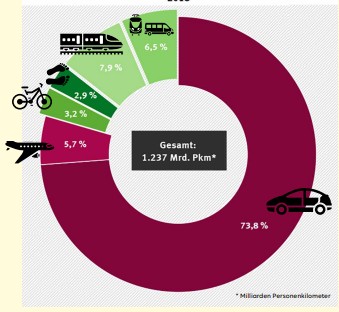 6,5 %
7,9 %
2,9 %
3,2 %
5,7 %
Gesamt:
1.237 Mrd. Pkm*
73,8 %
* Milliarden Personenkilometer